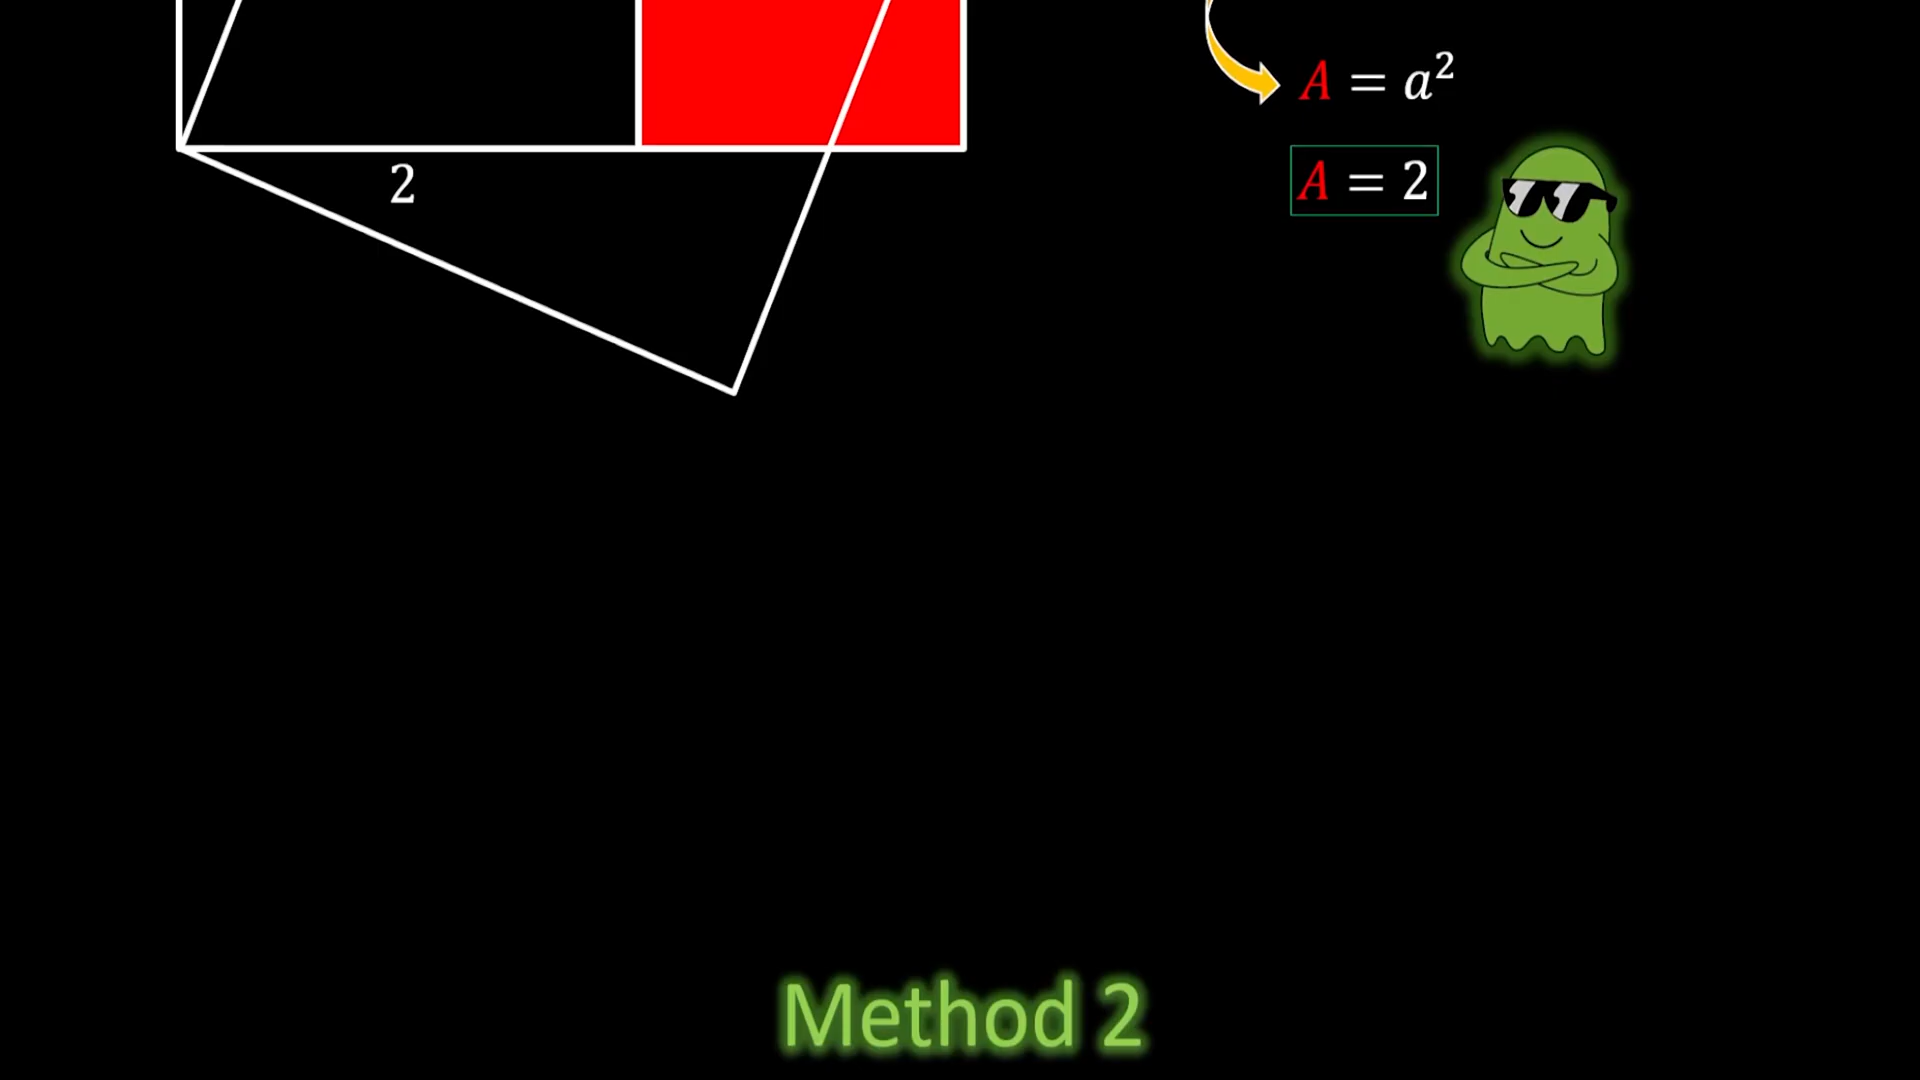 A = a²
A = 2
2
Method 2